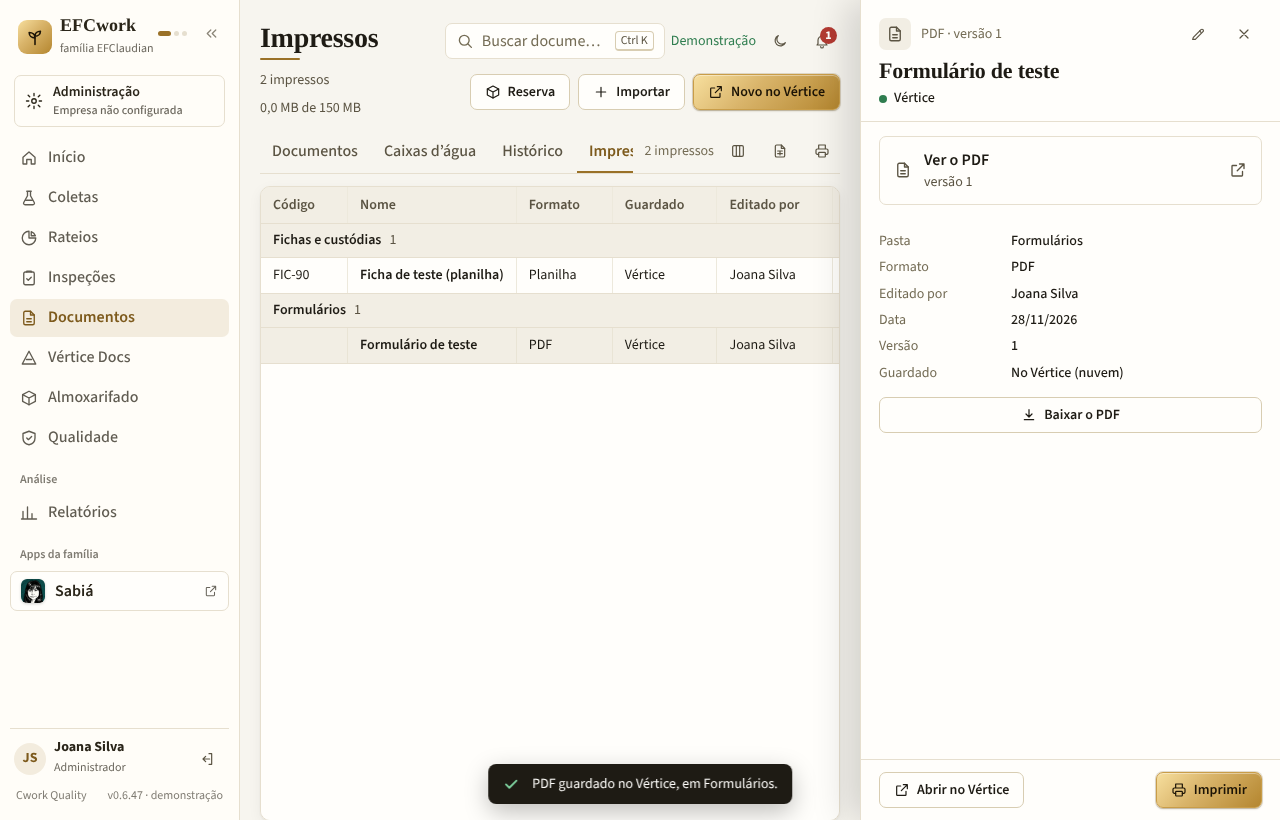 EFCwork
família EFClaudian
Administração
Empresa não configurada
Início
Coletas
Rateios
Inspeções
Documentos
Vértice Docs
Almoxarifado
Qualidade
Análise
Relatórios
Apps da família
Sabiá
JS
Joana Silva
Administrador
Cwork Quality
v0.6.47 · demonstração
Impressos
Buscar docume…
Ctrl K
Demonstração
1
2 impressos
0,0 MB de 150 MB
Reserva
Importar
Novo no Vértice
Documentos
Caixas d’água
Histórico
Impres
2 impressos
Código Nome Formato Guardado Editado por
Fichas e custódias 1
FIC-90 Ficha de teste (planilha) Planilha Vértice Joana Silva
Formulários 1
Formulário de teste PDF Vértice Joana Silva
PDF guardado no Vértice, em Formulários.
PDF · versão 1
Formulário de teste
Vértice
Ver o PDF
versão 1
Pasta Formulários
Formato PDF
Editado por Joana Silva
Data 28/11/2026
Versão 1
Guardado No Vértice (nuvem)
Baixar o PDF
Abrir no Vértice
Imprimir